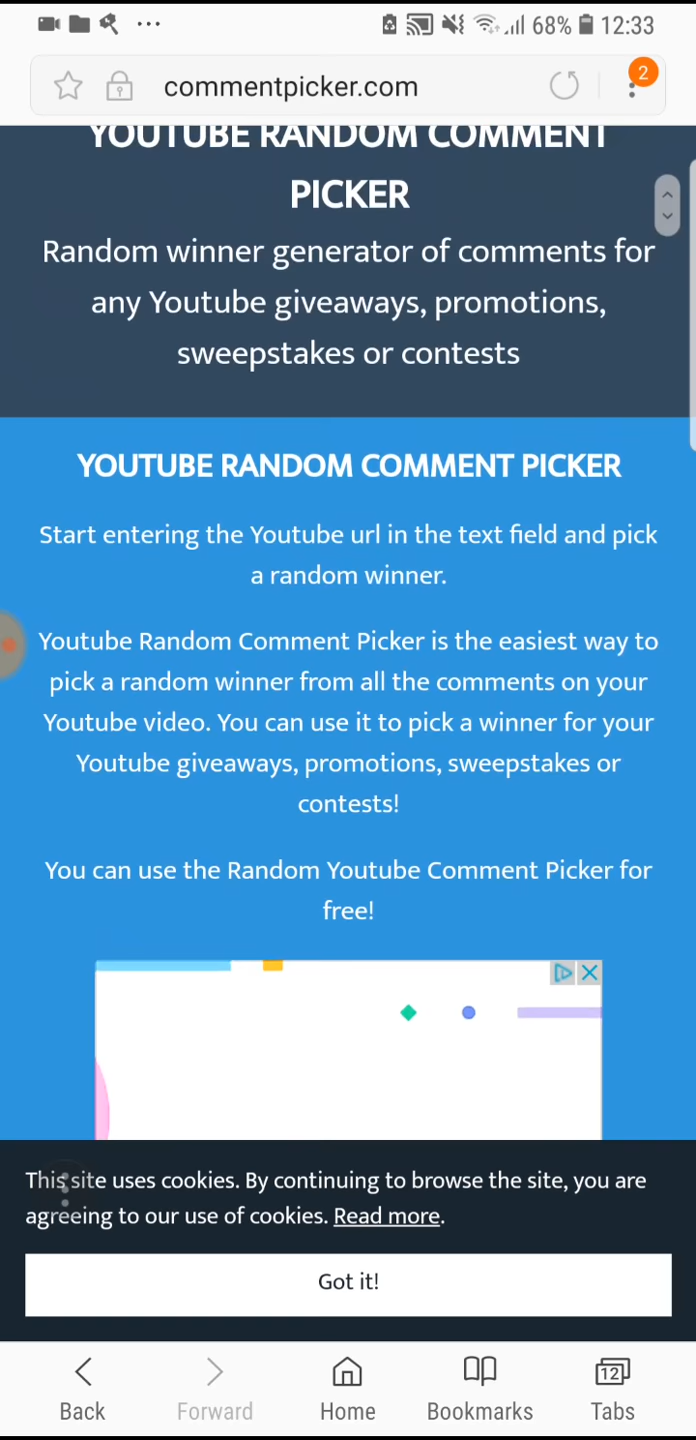 68% 12:33
commentpicker.com
2
YOUTUBE RANDOM COMMENT
PICKER
Random winner generator of comments for
any Youtube giveaways, promotions,
sweepstakes or contests
YOUTUBE RANDOM COMMENT PICKER
Start entering the Youtube url in the text field and pick
a random winner.
Youtube Random Comment Picker is the easiest way to
pick a random winner from all the comments on your
Youtube video. You can use it to pick a winner for your
Youtube giveaways, promotions, sweepstakes or
contests!
You can use the Random Youtube Comment Picker for
free!
This site uses cookies. By continuing to browse the site, you are
agreeing to our use of cookies. Read more.
Got it!
12
Back Forward Home Bookmarks Tabs